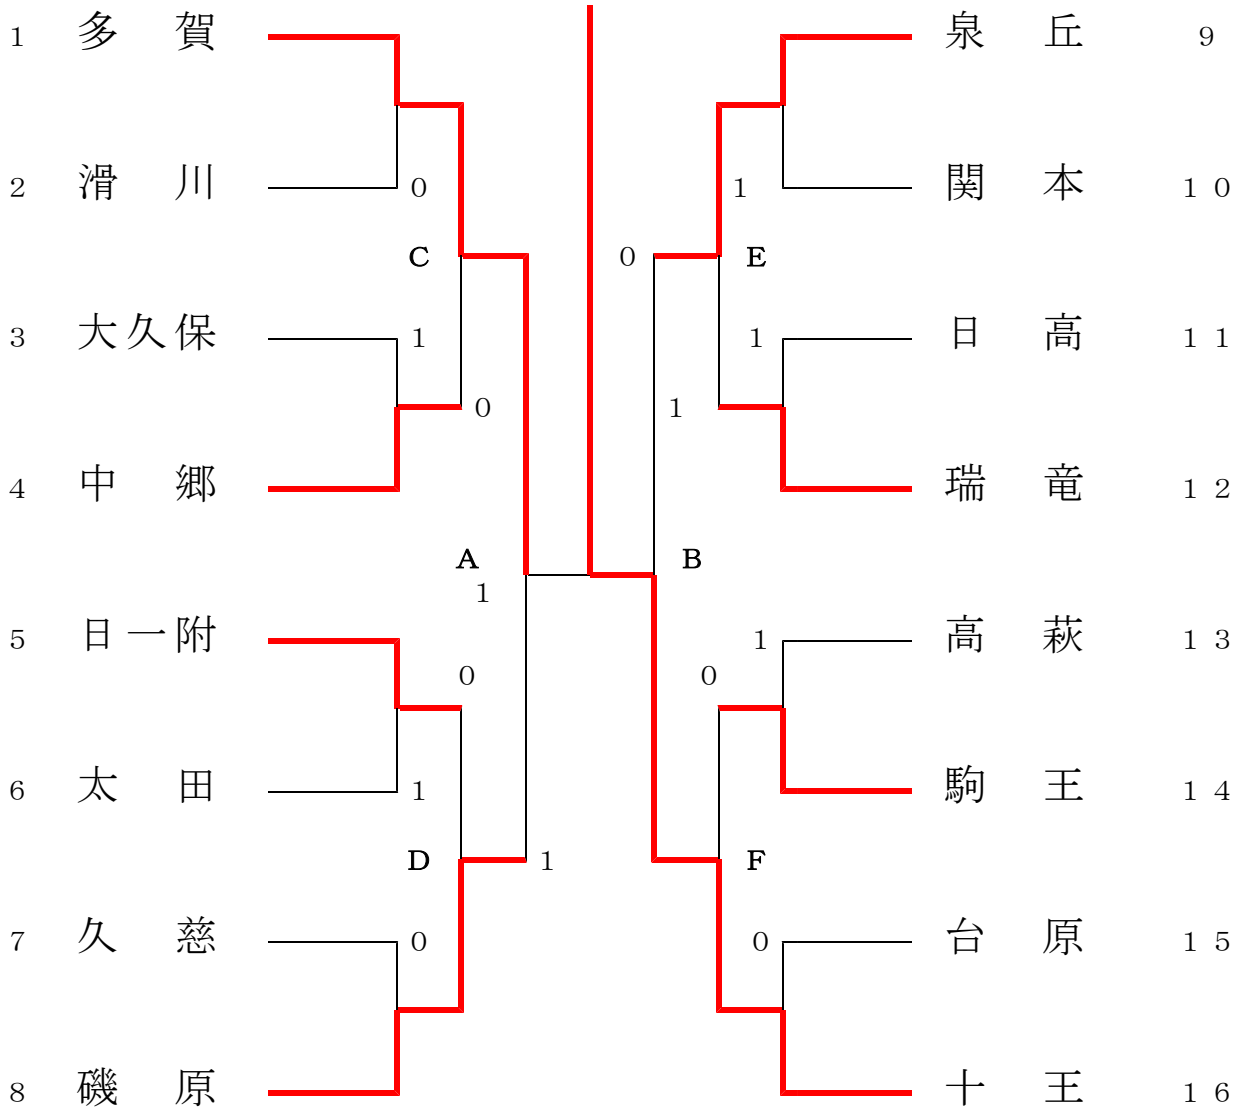 1 多賀 泉丘 9
2 滑川 0 1 関本 10
C 0 E
3 大久保 1 1 日高 11
0 1
4 中郷 瑞竜 12
A B
1
5 日一附 1 高萩 13
0 0
6 太田 1 駒王 14
D 1 F
7 久慈 0 0 台原 15
8 磯原 十王 16